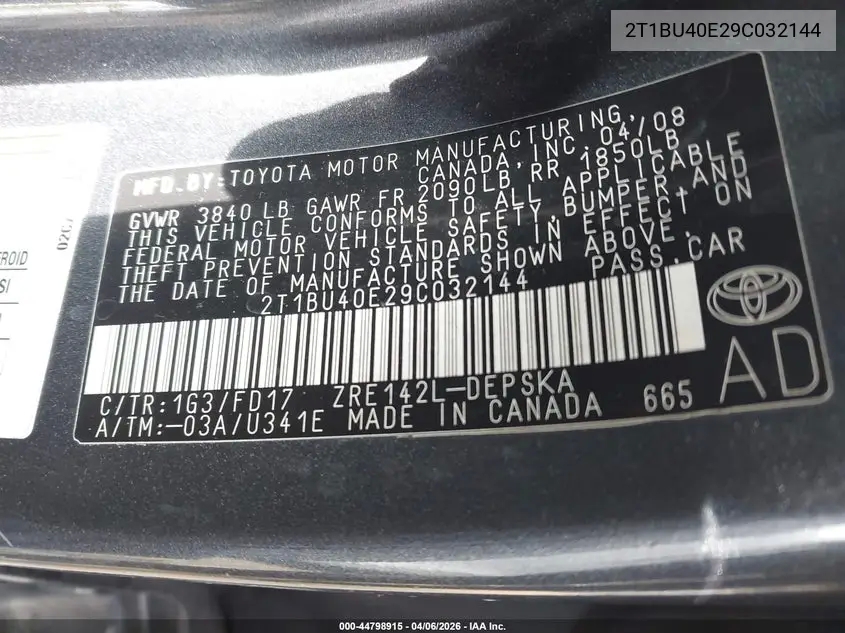 2T1BU40E29C032144
MFD.BY:TOYOTA MOTOR MANUFACTURING,
CANADA, INC. 04/08
GVWR 3840 LB GAWR FR 2090LB, RR 1850LB
THIS VEHICLE CONFORMS TO ALL APPLICABLE
FEDERAL MOTOR VEHICLE SAFETY, BUMPER, AND
THEFT PREVENTION STANDARDS IN EFFECT ON
THE DATE OF MANUFACTURE SHOWN ABOVE.
2T1BU40E29C032144 PASS.CAR
C/TR:1G3/FD17 ZRE142L-DEPSKA
A/TM:-03A/U341E MADE IN CANADA 665
AD
000-44798915 - 04/06/2026 - IAA Inc.